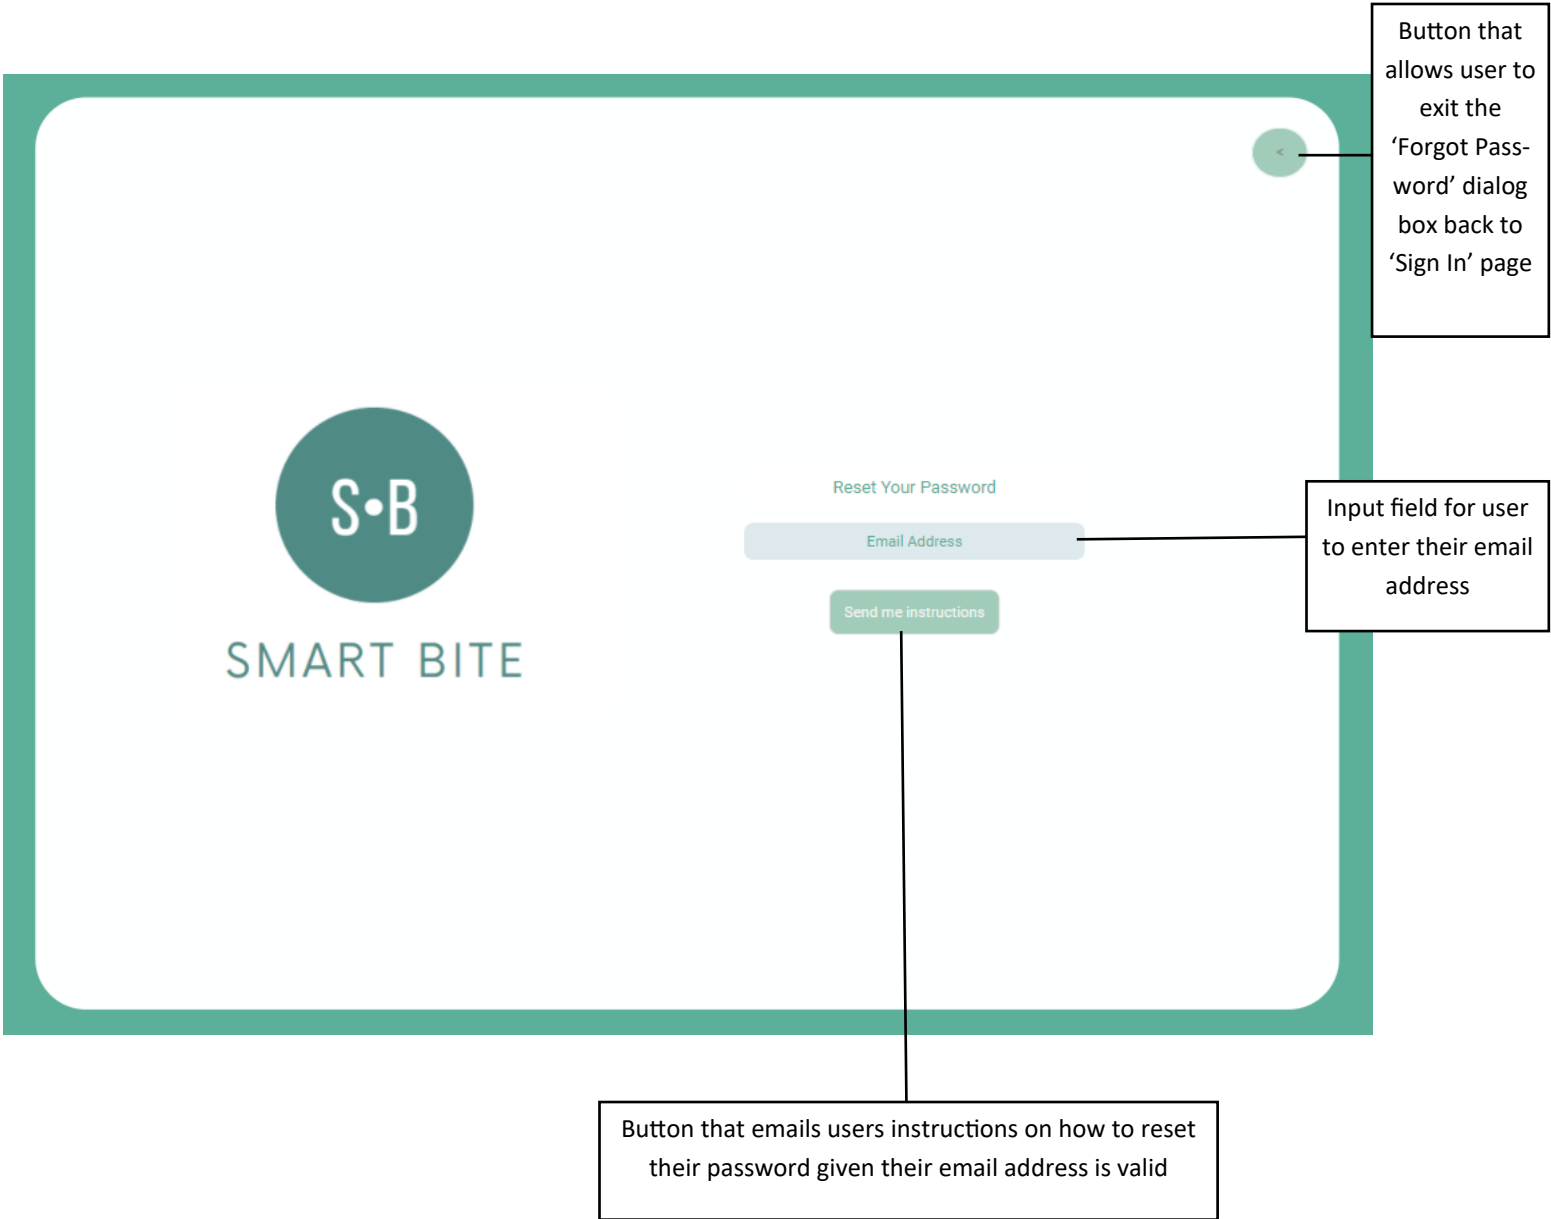 Button that
allows user to
exit the
‘Forgot Pass-
word’ dialog
box back to
‘Sign In’ page
<
S•B
SMART BITE
Reset Your Password
Email Address
Send me instructions
Input field for user
to enter their email
address
Button that emails users instructions on how to reset
their password given their email address is valid